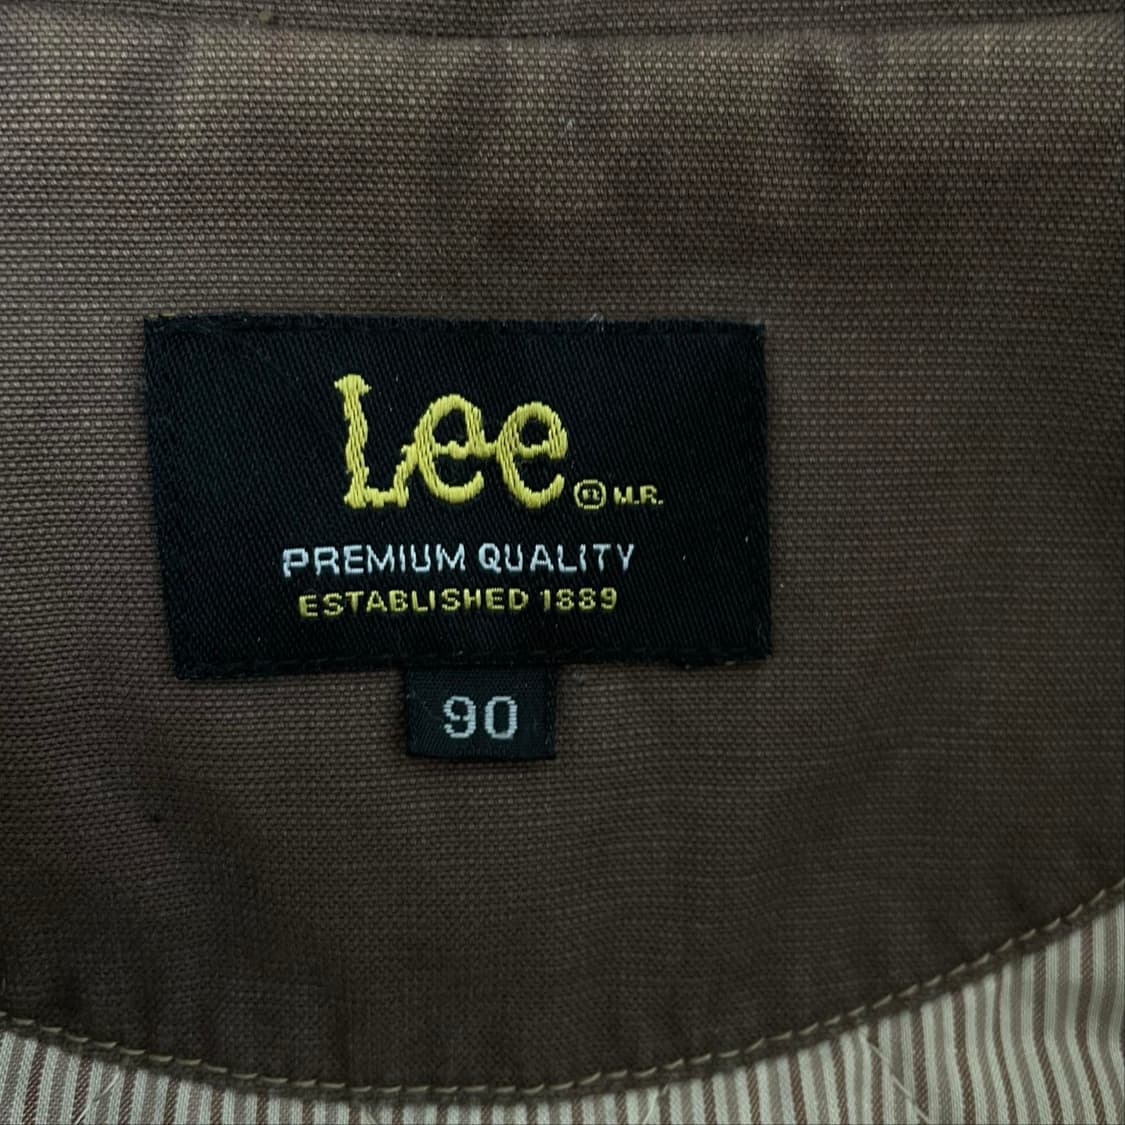 Lee ® M.R.
PREMIUM QUALITY
ESTABLISHED 1889
90